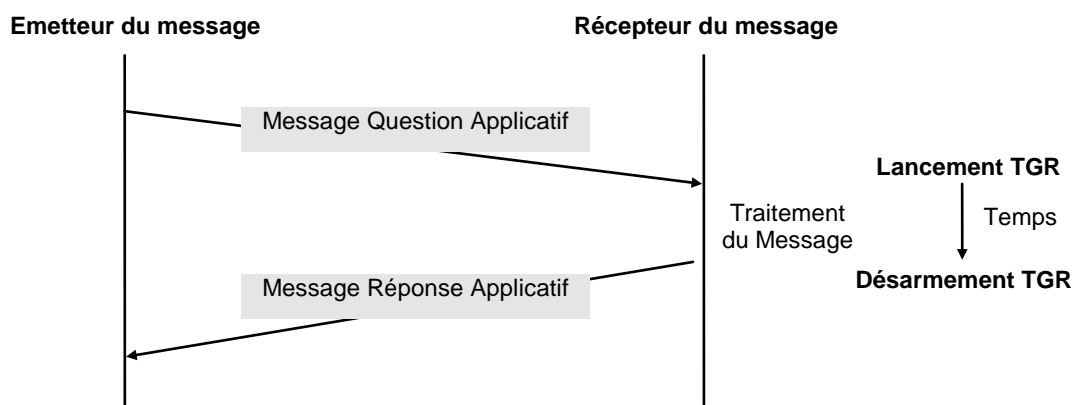 Emetteur du message
Récepteur du message
Message Question Applicatif
Lancement TGR
Traitement
du Message
Temps
Désarmement TGR
Message Réponse Applicatif